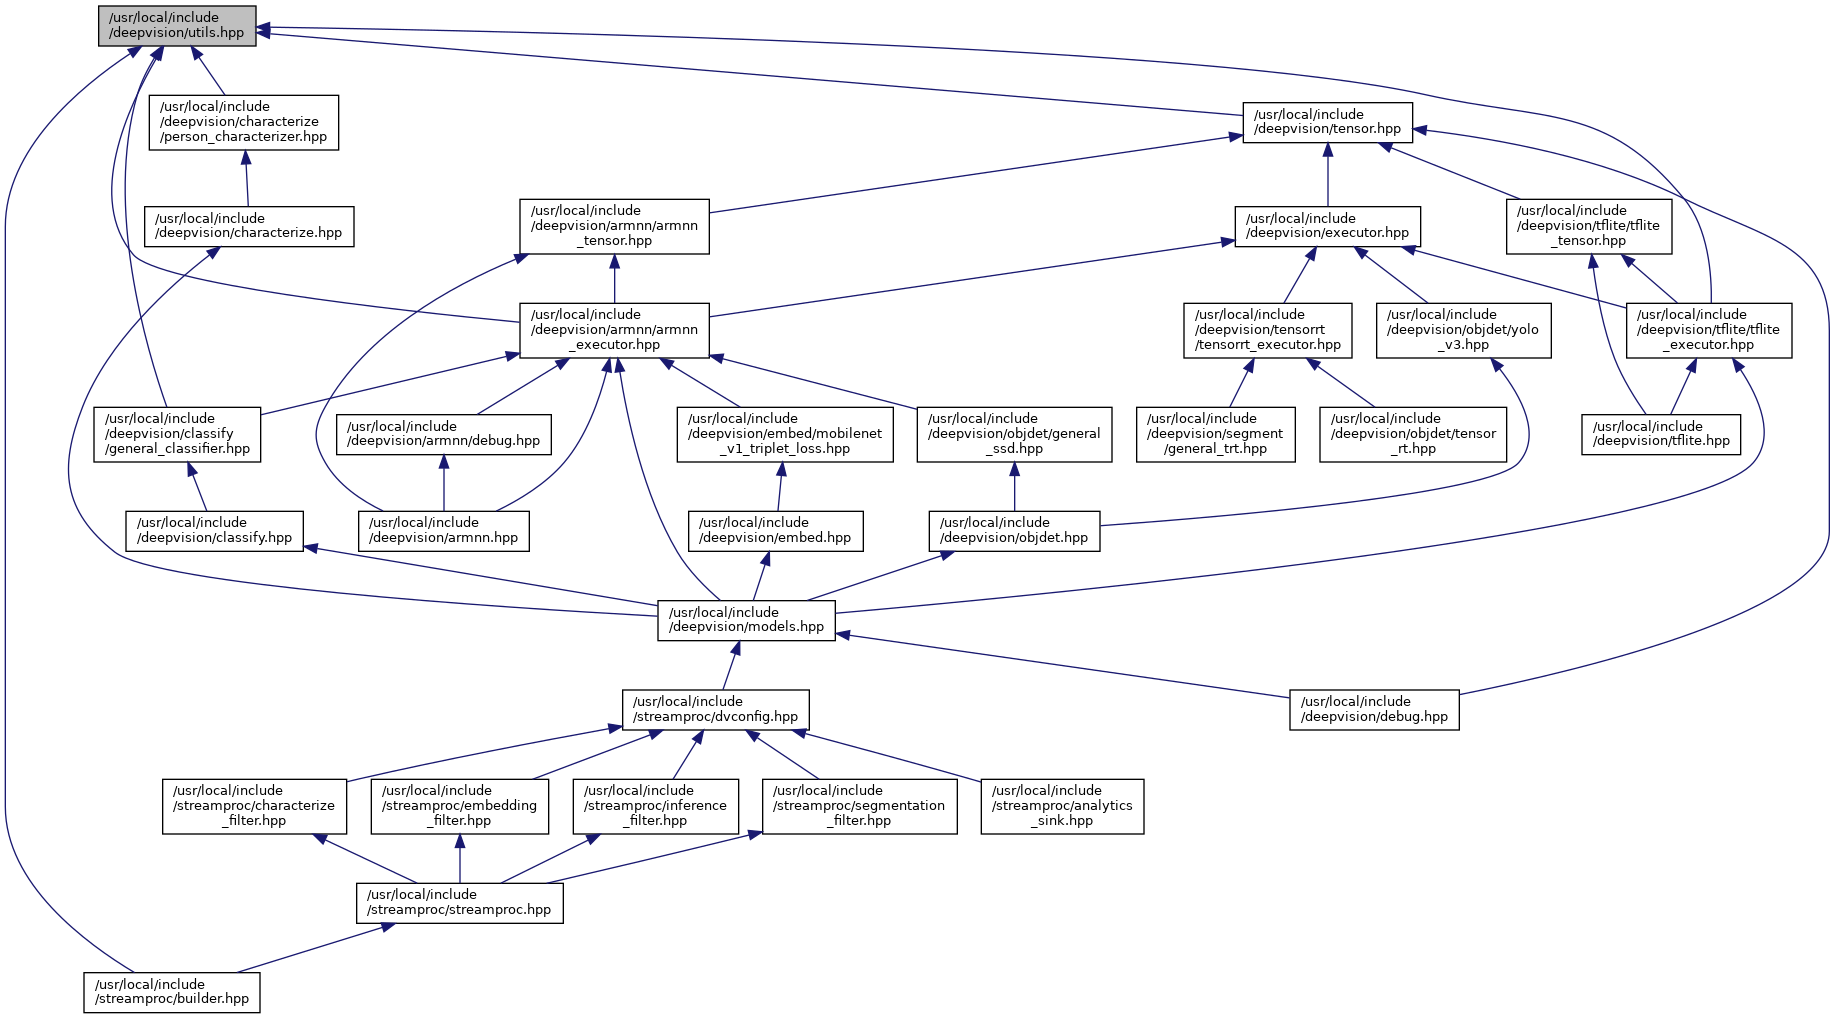 /usr/local/include
/deepvision/utils.hpp
/usr/local/include
/deepvision/characterize
/person_characterizer.hpp
/usr/local/include
/deepvision/tensor.hpp
/usr/local/include
/deepvision/characterize.hpp
/usr/local/include
/deepvision/armnn/armnn
_tensor.hpp
/usr/local/include
/deepvision/executor.hpp
/usr/local/include
/deepvision/tflite/tflite
_tensor.hpp
/usr/local/include
/deepvision/armnn/armnn
_executor.hpp
/usr/local/include
/deepvision/tensorrt
/tensorrt_executor.hpp
/usr/local/include
/deepvision/objdet/yolo
_v3.hpp
/usr/local/include
/deepvision/tflite/tflite
_executor.hpp
/usr/local/include
/deepvision/classify
/general_classifier.hpp
/usr/local/include
/deepvision/armnn/debug.hpp
/usr/local/include
/deepvision/embed/mobilenet
_v1_triplet_loss.hpp
/usr/local/include
/deepvision/objdet/general
_ssd.hpp
/usr/local/include
/deepvision/segment
/general_trt.hpp
/usr/local/include
/deepvision/objdet/tensor
_rt.hpp
/usr/local/include
/deepvision/tflite.hpp
/usr/local/include
/deepvision/classify.hpp
/usr/local/include
/deepvision/armnn.hpp
/usr/local/include
/deepvision/embed.hpp
/usr/local/include
/deepvision/objdet.hpp
/usr/local/include
/deepvision/models.hpp
/usr/local/include
/streamproc/dvconfig.hpp
/usr/local/include
/deepvision/debug.hpp
/usr/local/include
/streamproc/characterize
_filter.hpp
/usr/local/include
/streamproc/embedding
_filter.hpp
/usr/local/include
/streamproc/inference
_filter.hpp
/usr/local/include
/streamproc/segmentation
_filter.hpp
/usr/local/include
/streamproc/analytics
_sink.hpp
/usr/local/include
/streamproc/streamproc.hpp
/usr/local/include
/streamproc/builder.hpp